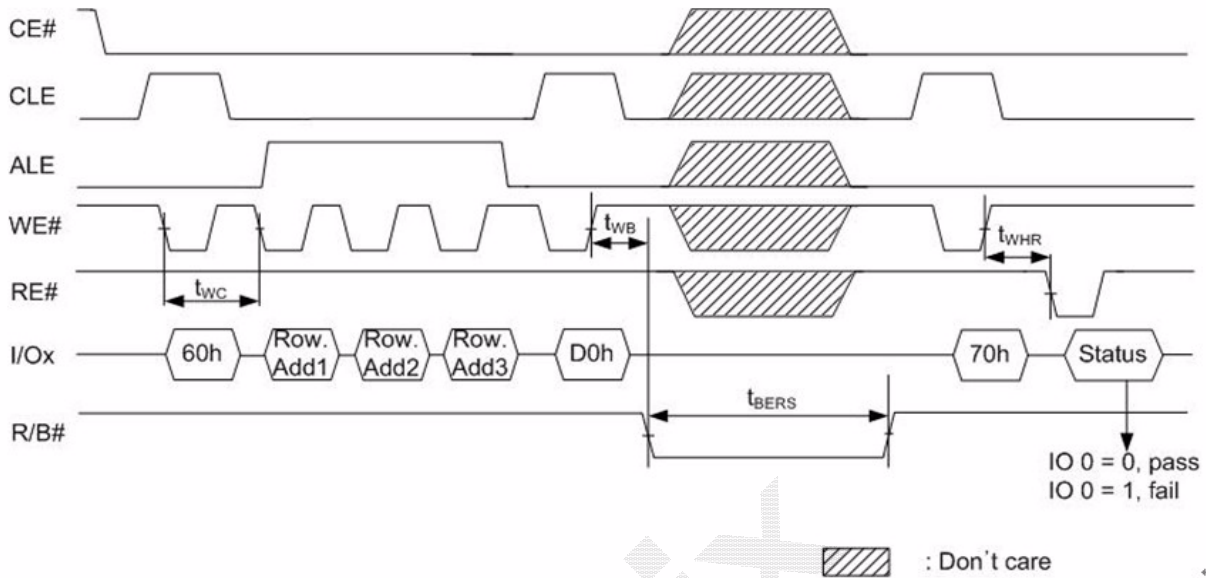 CE#
CLE
ALE
WE#
tWB
tWHR
RE#
tWC
I/Ox
60h
Row.
Add1
Row.
Add2
Row.
Add3
D0h
70h
Status
tBERS
R/B#
IO 0 = 0, pass
IO 0 = 1, fail
: Don't care